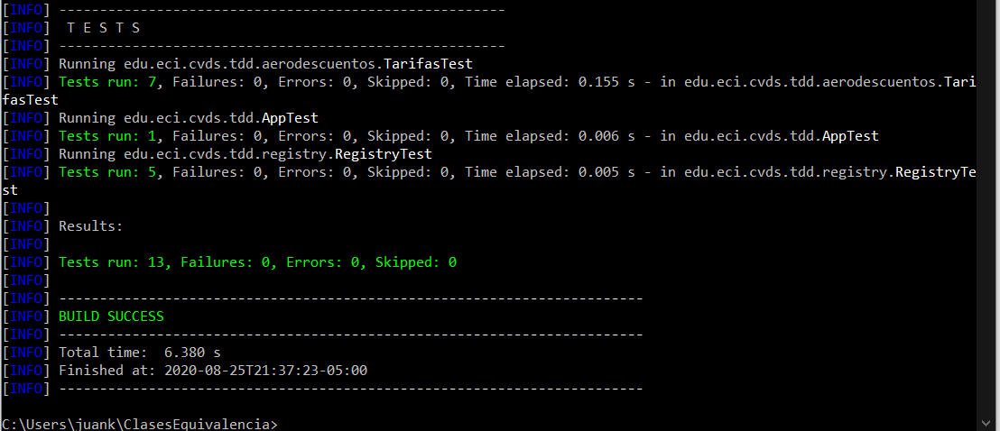 [INFO] -------------------------------------------------------
[INFO]  T E S T S
[INFO] -------------------------------------------------------
[INFO] Running edu.eci.cvds.tdd.aerodescuentos.TarifasTest
[INFO] Tests run: 7, Failures: 0, Errors: 0, Skipped: 0, Time elapsed: 0.155 s - in edu.eci.cvds.tdd.aerodescuentos.Tari
fasTest
[INFO] Running edu.eci.cvds.tdd.AppTest
[INFO] Tests run: 1, Failures: 0, Errors: 0, Skipped: 0, Time elapsed: 0.006 s - in edu.eci.cvds.tdd.AppTest
[INFO] Running edu.eci.cvds.tdd.registry.RegistryTest
[INFO] Tests run: 5, Failures: 0, Errors: 0, Skipped: 0, Time elapsed: 0.005 s - in edu.eci.cvds.tdd.registry.RegistryTe
st
[INFO]
[INFO] Results:
[INFO]
[INFO] Tests run: 13, Failures: 0, Errors: 0, Skipped: 0
[INFO]
[INFO] ------------------------------------------------------------------------
[INFO] BUILD SUCCESS
[INFO] ------------------------------------------------------------------------
[INFO] Total time:  6.380 s
[INFO] Finished at: 2020-08-25T21:37:23-05:00
[INFO] ------------------------------------------------------------------------
C:\Users\juank\ClasesEquivalencia>